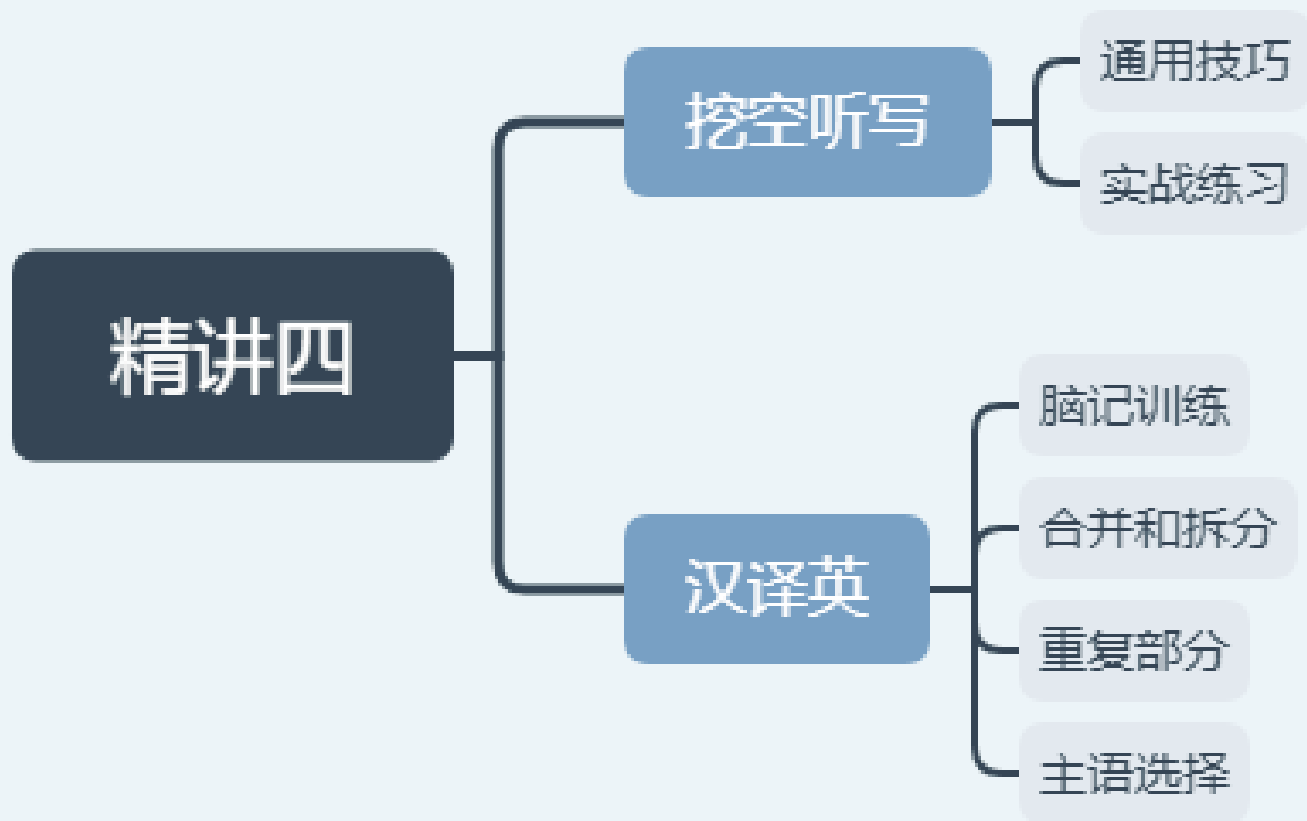 精讲四
挖空听写
通用技巧
实战练习
汉译英
脑记训练
合并和拆分
重复部分
主语选择